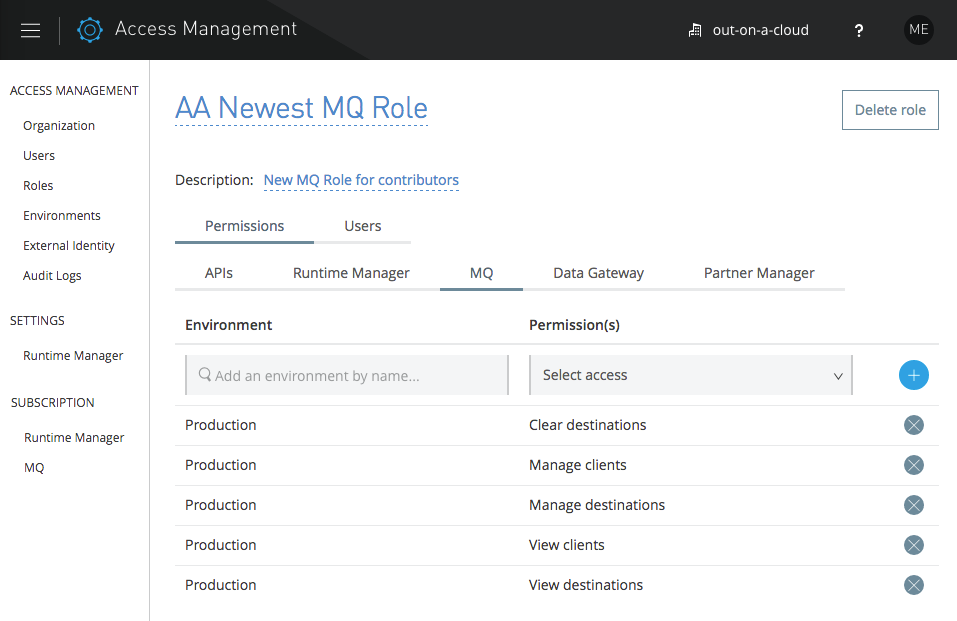 Access Management
out-on-a-cloud
?
ME
ACCESS MANAGEMENT
Organization
Users
Roles
Environments
External Identity
Audit Logs
SETTINGS
Runtime Manager
SUBSCRIPTION
Runtime Manager
MQ
AA Newest MQ Role
Delete role
Description: New MQ Role for contributors
Permissions Users
APIs Runtime Manager MQ Data Gateway Partner Manager
Environment Permission(s)
Add an environment by name... Select access
Production Clear destinations
Production Manage clients
Production Manage destinations
Production View clients
Production View destinations